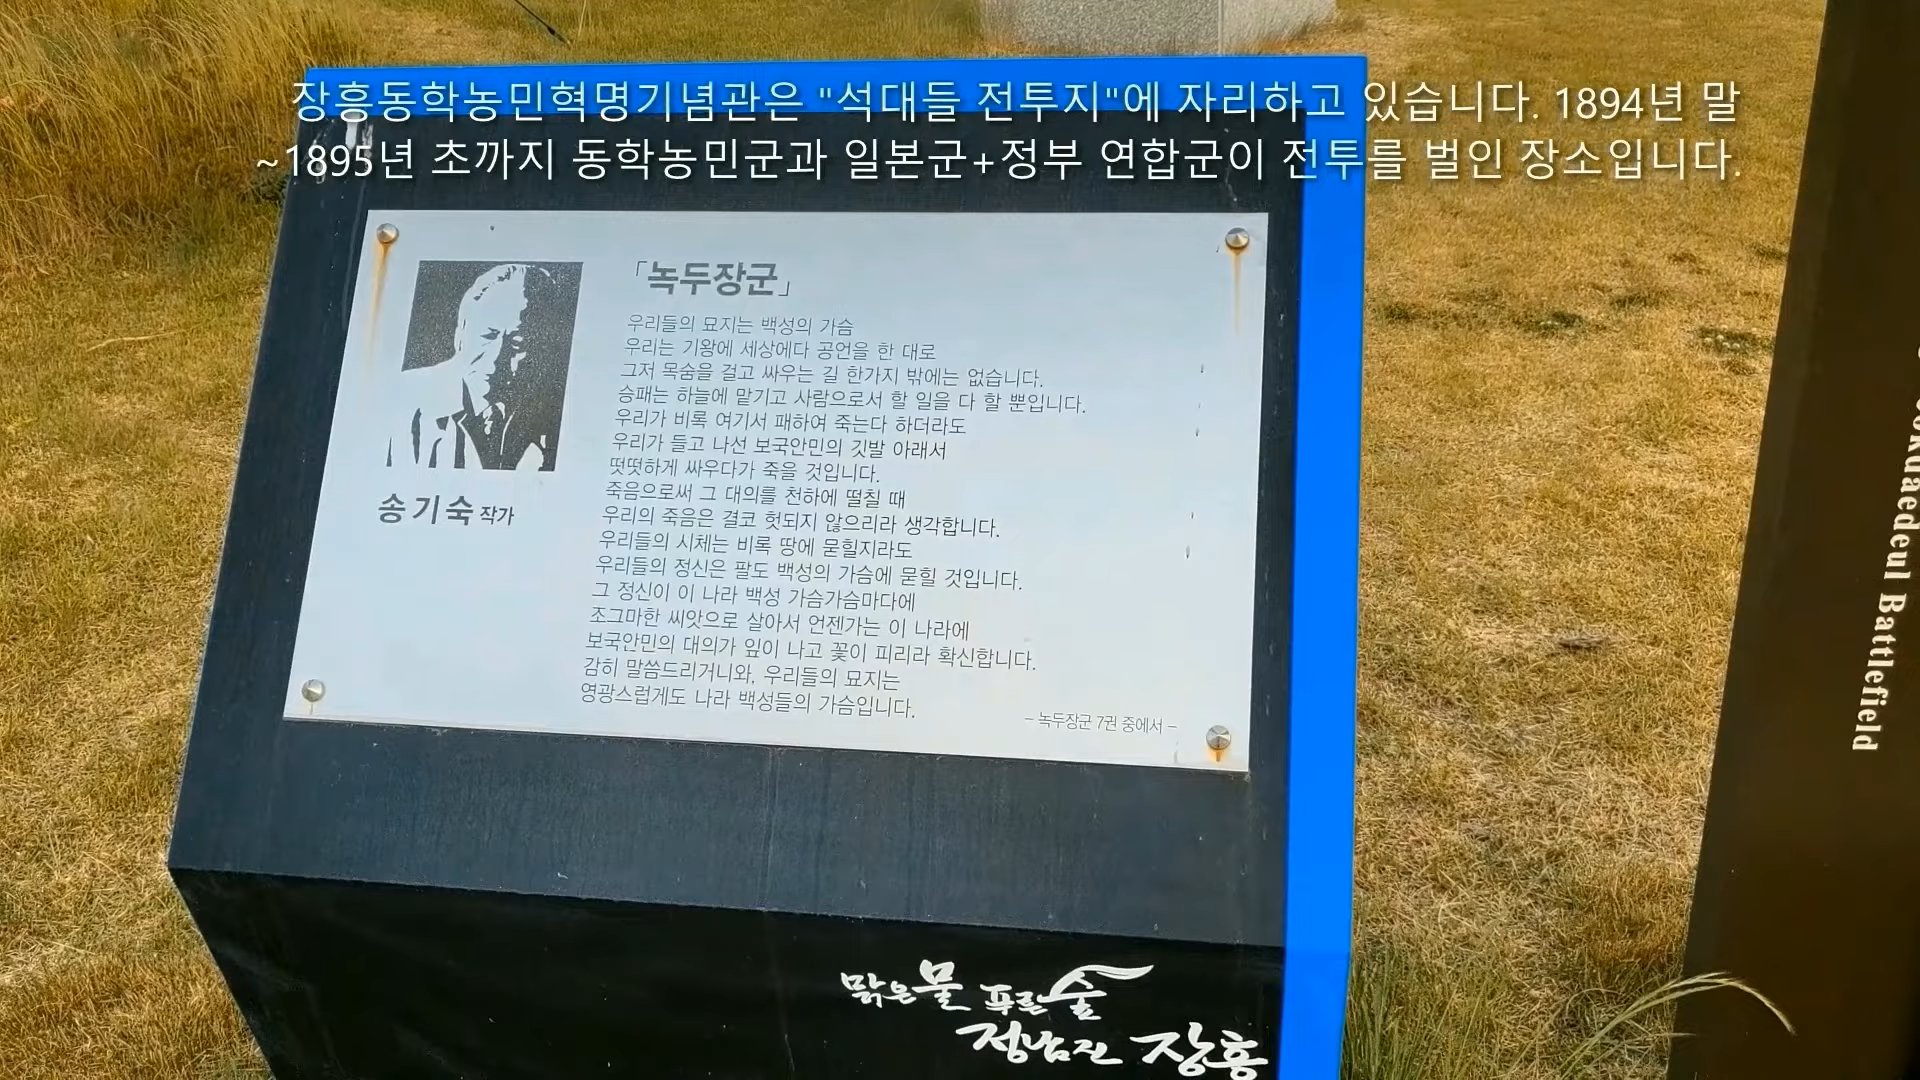 장흥동학농민혁명기념관은 "석대들 전투지"에 자리하고 있습니다. 1894년 말
~1895년 초까지 동학농민군과 일본군+정부 연합군이 전투를 벌인 장소입니다.
「녹두장군」
우리들의 묘지는 백성의 가슴
우리는 기왕에 세상에다 공언을 한 대로
그저 목숨을 걸고 싸우는 길 한가지 밖에는 없습니다.
승패는 하늘에 맡기고 사람으로서 할 일을 다 할 뿐입니다.
우리가 비록 여기서 패하여 죽는다 하더라도
우리가 들고 나선 보국안민의 깃발 아래서
떳떳하게 싸우다가 죽을 것입니다.
죽음으로써 그 대의를 천하에 떨칠 때
우리의 죽음은 결코 헛되지 않으리라 생각합니다.
우리들의 시체는 비록 땅에 묻힐지라도
우리들의 정신은 팔도 백성의 가슴에 묻힐 것입니다.
그 정신이 이 나라 백성 가슴가슴마다에
조그마한 씨앗으로 살아서 언젠가는 이 나라에
보국안민의 대의가 잎이 나고 꽃이 피리라 확신합니다.
감히 말씀드리거니와, 우리들의 묘지는
영광스럽게도 나라 백성들의 가슴입니다.
– 녹두장군 7권 중에서 –
송기숙 작가
맑은물 푸른숲
정남진 장흥
Battlefield